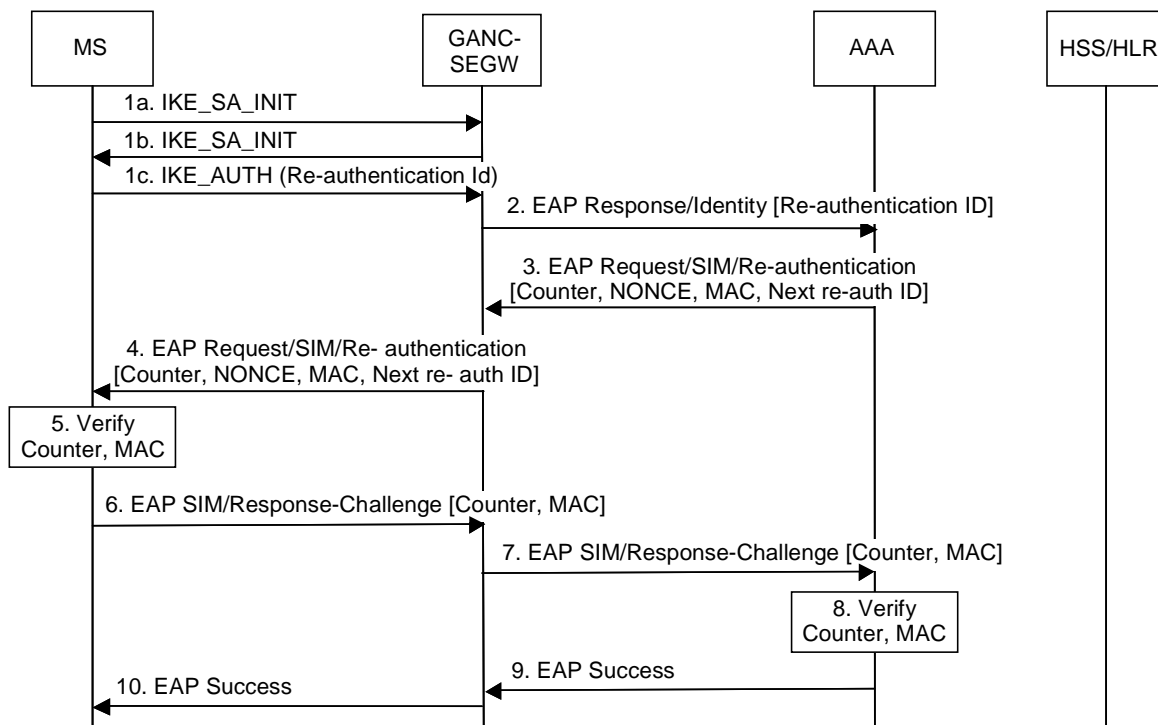 MS
GANC-
SEGW
AAA
HSS/HLR
1a. IKE_SA_INIT
1b. IKE_SA_INIT
1c. IKE_AUTH (Re-authentication Id)
2. EAP Response/Identity [Re-authentication ID]
3. EAP Request/SIM/Re-authentication
[Counter, NONCE, MAC, Next re-auth ID]
4. EAP Request/SIM/Re- authentication
[Counter, NONCE, MAC, Next re- auth ID]
5. Verify
Counter, MAC
6. EAP SIM/Response-Challenge [Counter, MAC]
7. EAP SIM/Response-Challenge [Counter, MAC]
8. Verify
Counter, MAC
9. EAP Success
10. EAP Success